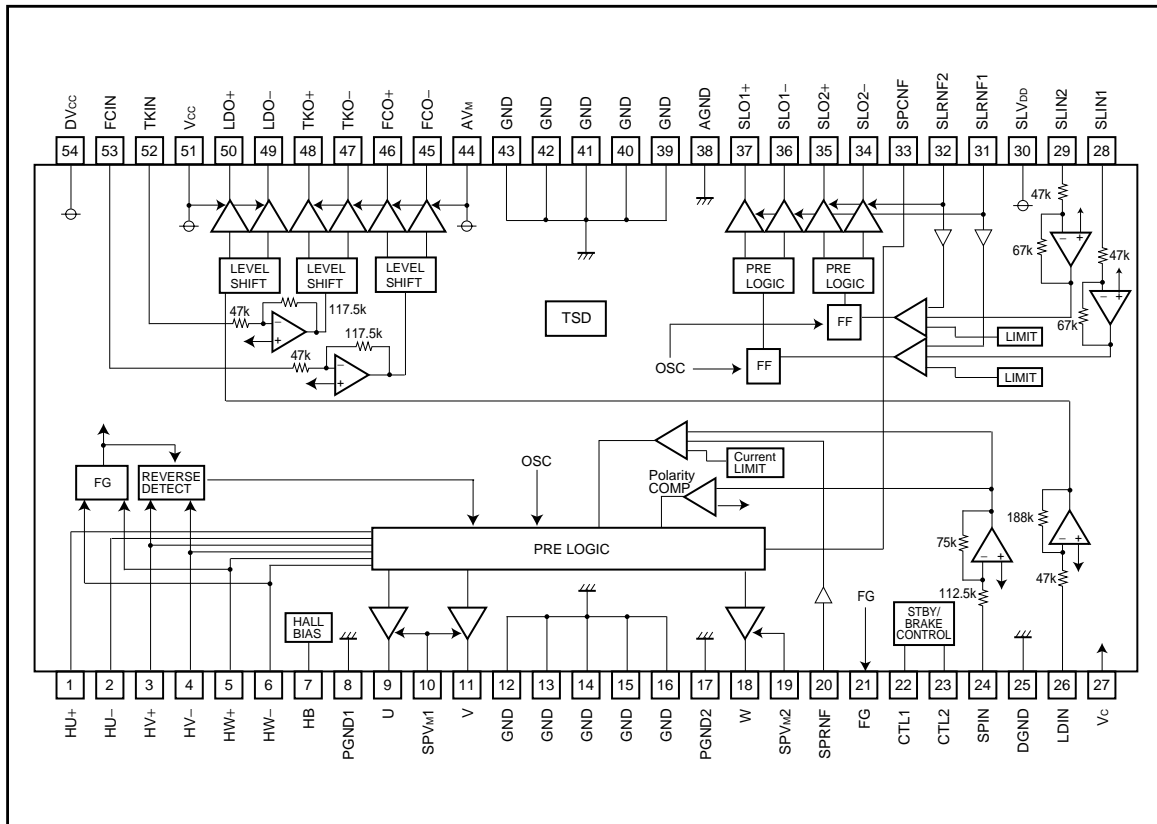 DVCC FCIN TKIN VCC LDO+ LDO− TKO+ TKO− FCO+ FCO− AVM GND GND GND GND GND AGND SLO1+ SLO1− SLO2+ SLO2− SPCNF SLRNF2 SLRNF1 SLVDD SLIN2 SLIN1
54 53 52 51 50 49 48 47 46 45 44 43 42 41 40 39 38 37 36 35 34 33 32 31 30 29 28
47k
67k − +
47k
LEVEL SHIFT
LEVEL SHIFT
LEVEL SHIFT
PRE LOGIC
PRE LOGIC
− +
67k
47k 117.5k
− +
TSD
FF
LIMIT
117.5k
47k − +
OSC
FF
LIMIT
FG
REVERSE DETECT
OSC
Current LIMIT
Polarity COMP
PRE LOGIC
75k − +
188k − +
112.5k
47k
HALL BIAS
FG
STBY/ BRAKE CONTROL
1 2 3 4 5 6 7 8 9 10 11 12 13 14 15 16 17 18 19 20 21 22 23 24 25 26 27
HU+ HU− HV+ HV− HW+ HW− HB PGND1 U SPVM1 V GND GND GND GND GND PGND2 W SPVM2 SPRNF FG CTL1 CTL2 SPIN DGND LDIN VC